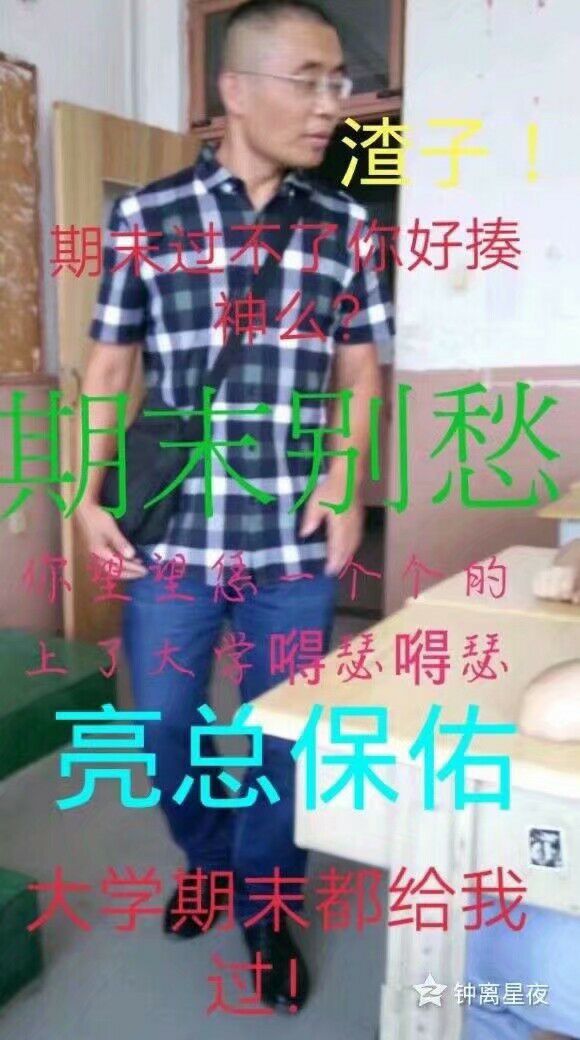 渣子！
期末过不了你好揍
神么？
期末别愁
你望望恁一个个的
上了大学嘚瑟嘚瑟
亮总保佑
大学期末都给我
过！
钟离星夜